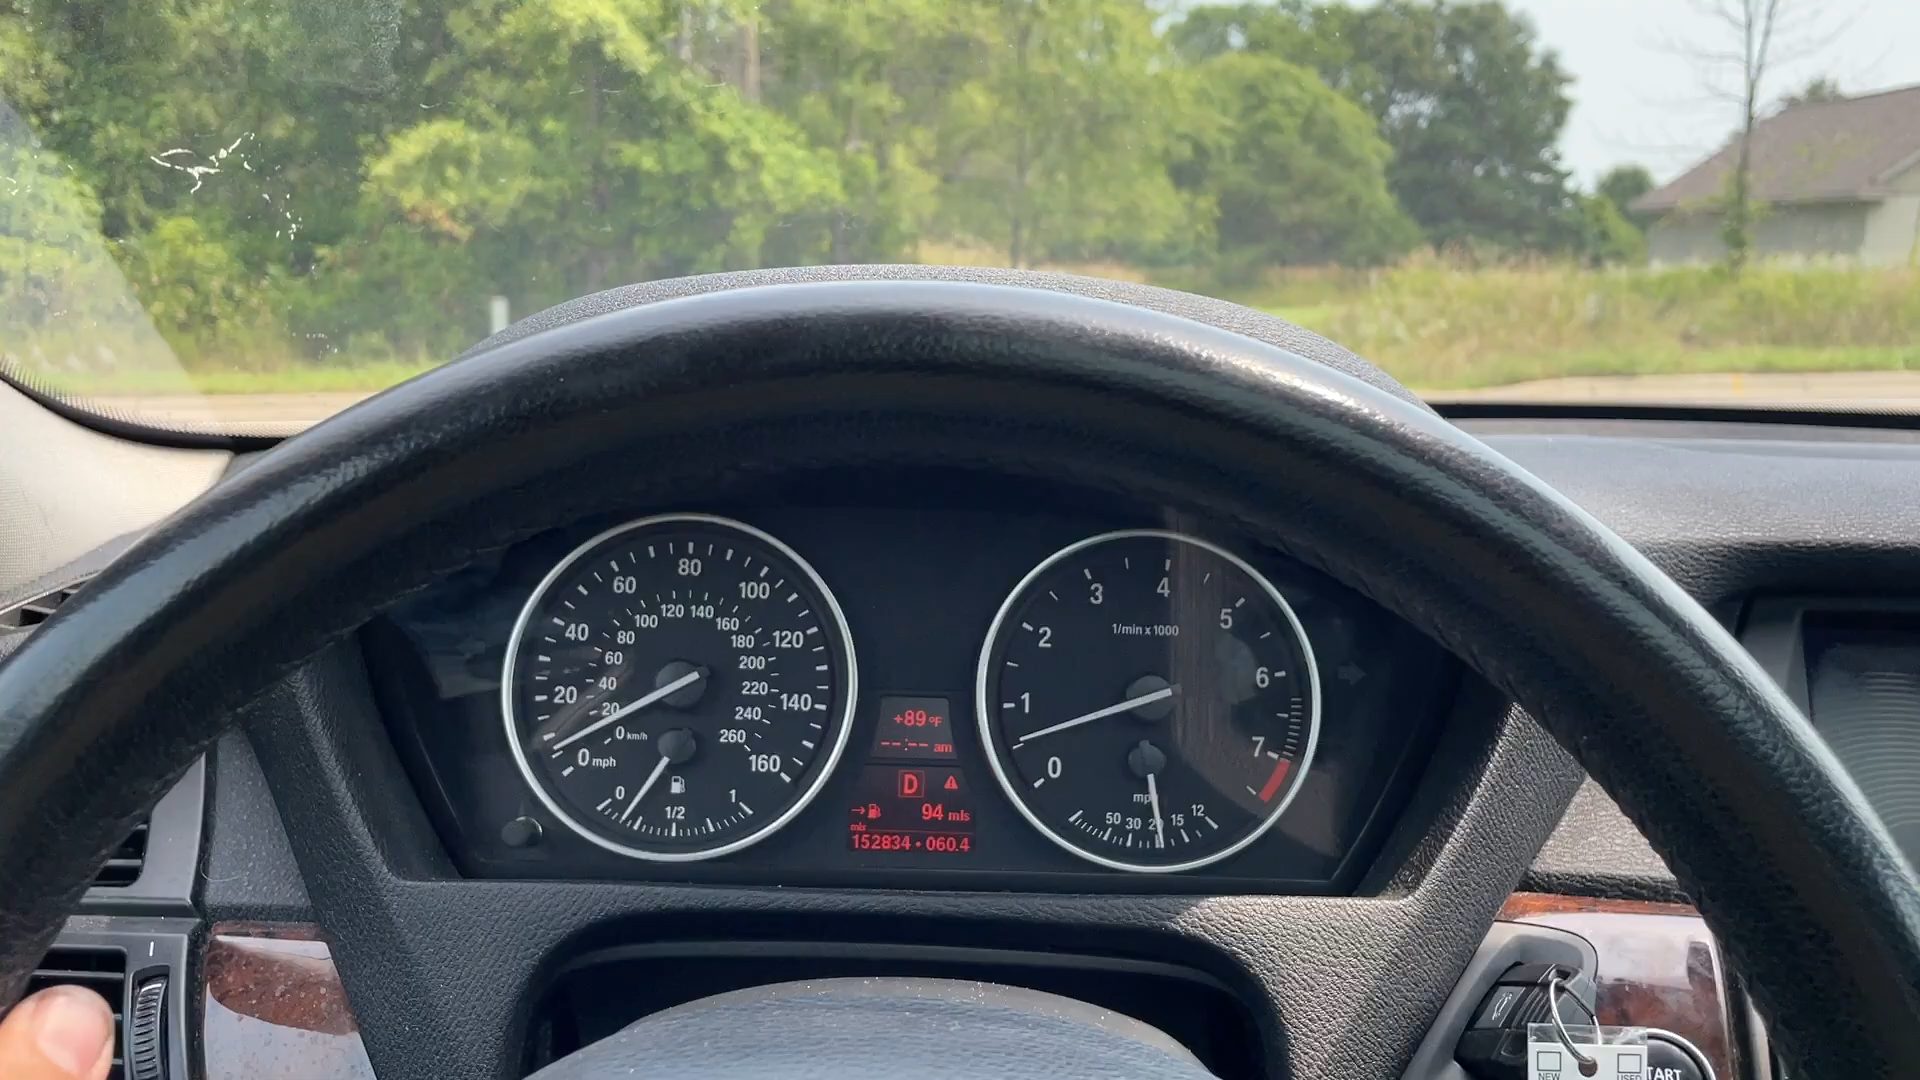 80
60 100
120 140
100 160
40 80 180 120
60 200
40 220
20 20 240 140
0 km/h 260
0 mph 160
0 1/2 1
+89°F
--:-- am
D
→ 94 mls
mls
152834 • 060.4
3 4
2 5
1/min x 1000
1 6
0 7
50 30 15 12
NEW USED